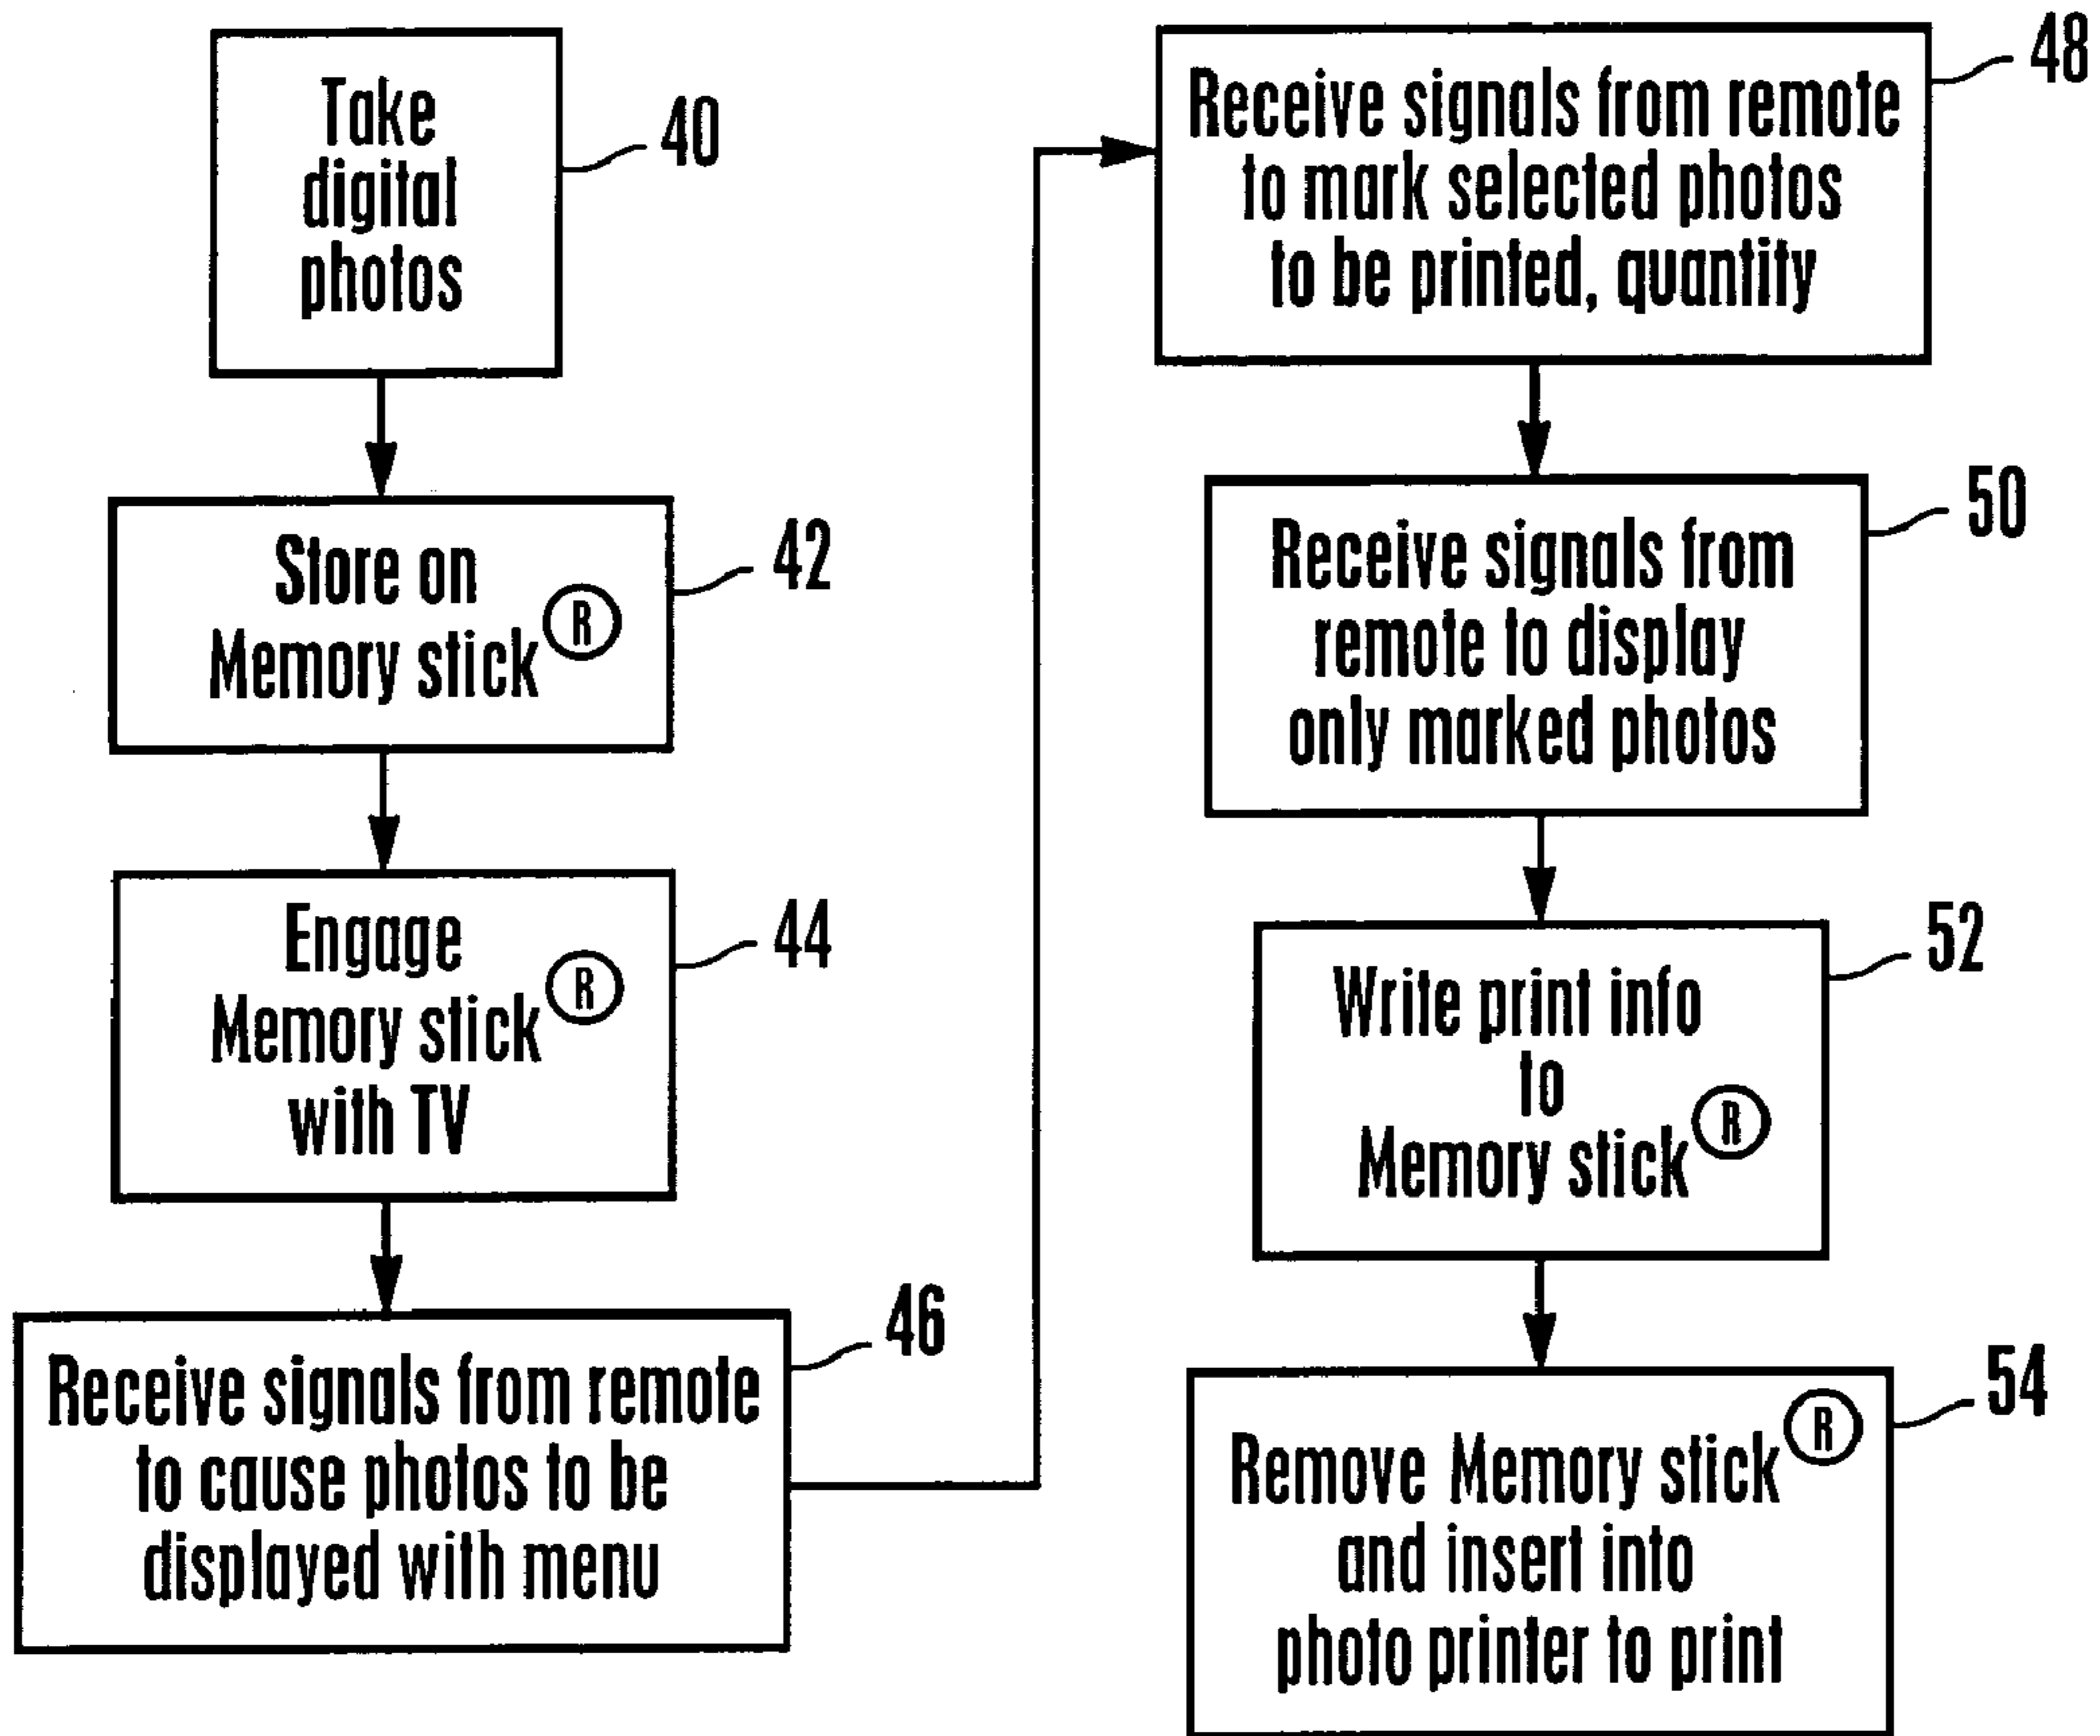 Take
digital
photos
40
Store on
Memory stick®
42
Engage
Memory stick®
with TV
44
Receive signals from remote
to cause photos to be
displayed with menu
46
Receive signals from remote
to mark selected photos
to be printed, quantity
48
Receive signals from
remote to display
only marked photos
50
Write print info
to
Memory stick®
52
Remove Memory stick®
and insert into
photo printer to print
54